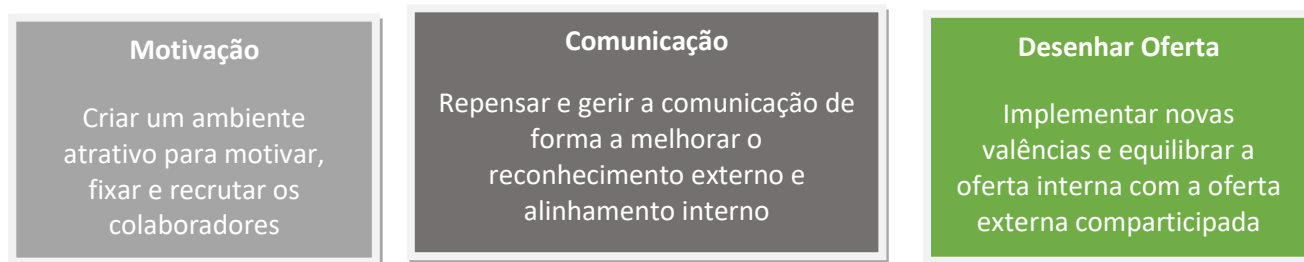 Motivação
Criar um ambiente
atrativo para motivar,
fixar e recrutar os
colaboradores
Comunicação
Repensar e gerir a comunicação de
forma a melhorar o
reconhecimento externo e
alinhamento interno
Desenhar Oferta
Implementar novas
valências e equilibrar a
oferta interna com a oferta
externa comparticipada